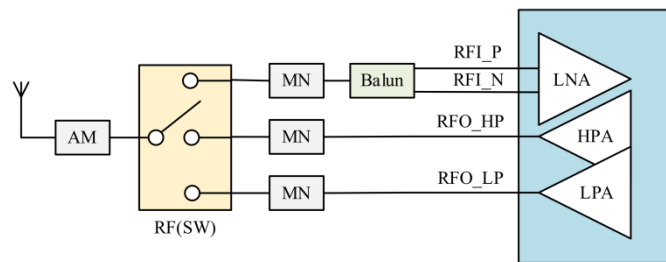 RFI_P
MN
Balun
RFI_N
LNA
AM
MN
RFO_HP
HPA
MN
RFO_LP
LPA
RF(SW)